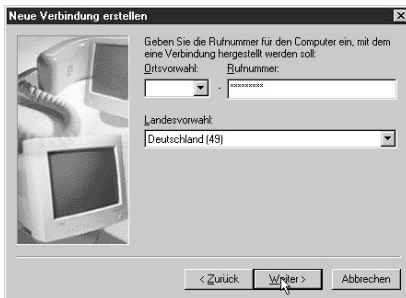 Neue Verbindung erstellen
Geben Sie die Rufnummer für den Computer ein, mit dem
eine Verbindung hergestellt werden soll:
Ortsvorwahl: Rufnummer:
- xxxxxxxxx
Landesvorwahl:
Deutschland (49)
< Zurück Weiter > Abbrechen